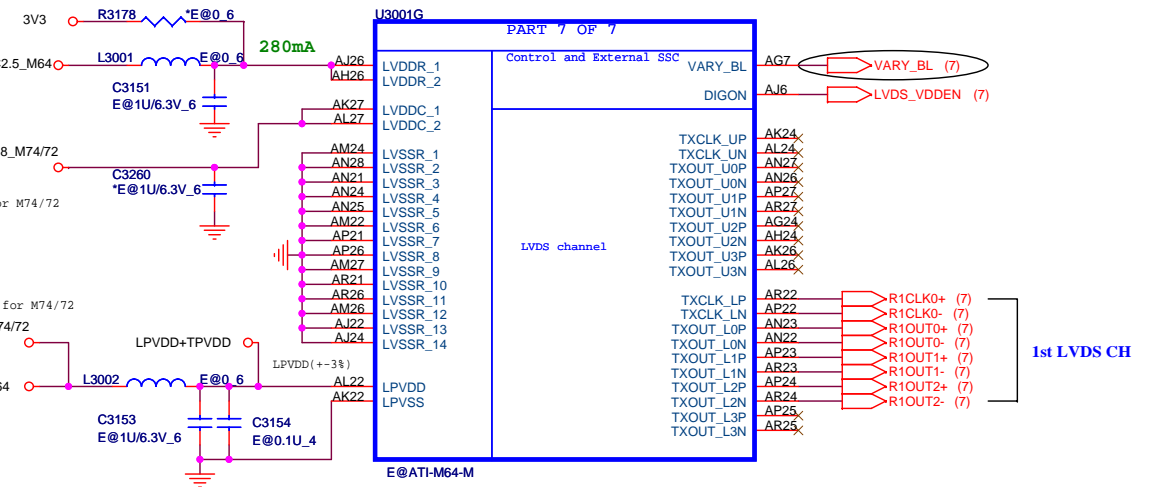 3V3
R3178
*E@0_6
U3001G
PART 7 OF 7
L3001
E@0_6
280mA
2.5_M64
C3151
E@1U/6.3V_6
AJ26 LVDDR_1
AH26 LVDDR_2
AK27 LVDDC_1
AL27 LVDDC_2
8_M74/72
C3260
*E@1U/6.3V_6
or M74/72
AM24 LVSSR_1
AN28 LVSSR_2
AN21 LVSSR_3
AN24 LVSSR_4
AN25 LVSSR_5
AM22 LVSSR_6
AP21 LVSSR_7
AP26 LVSSR_8
AM27 LVSSR_9
AR21 LVSSR_10
AR26 LVSSR_11
AM26 LVSSR_12
AJ22 LVSSR_13
AJ24 LVSSR_14
for M74/72
74/72
LPVDD+TPVDD
LPVDD(+-3%)
64
L3002
E@0_6
AL22 LPVDD
AK22 LPVSS
C3153
E@1U/6.3V_6
C3154
E@0.1U_4
Control and External SSC
VARY_BL AG7 VARY_BL (7)
DIGON AJ6 LVDS_VDDEN (7)
LVDS channel
TXCLK_UP AK24
TXCLK_UN AL24
TXOUT_U0P AN27
TXOUT_U0N AN26
TXOUT_U1P AP27
TXOUT_U1N AR27
TXOUT_U2P AG24
TXOUT_U2N AH24
TXOUT_U3P AK26
TXOUT_U3N AL26
TXCLK_LP AR22 R1CLK0+ (7)
TXCLK_LN AP22 R1CLK0- (7)
TXOUT_L0P AN23 R1OUT0+ (7)
TXOUT_L0N AN22 R1OUT0- (7)
TXOUT_L1P AP23 R1OUT1+ (7)
TXOUT_L1N AR23 R1OUT1- (7)
TXOUT_L2P AP24 R1OUT2+ (7)
TXOUT_L2N AR24 R1OUT2- (7)
TXOUT_L3P AP25
TXOUT_L3N AR25
1st LVDS CH
E@ATI-M64-M